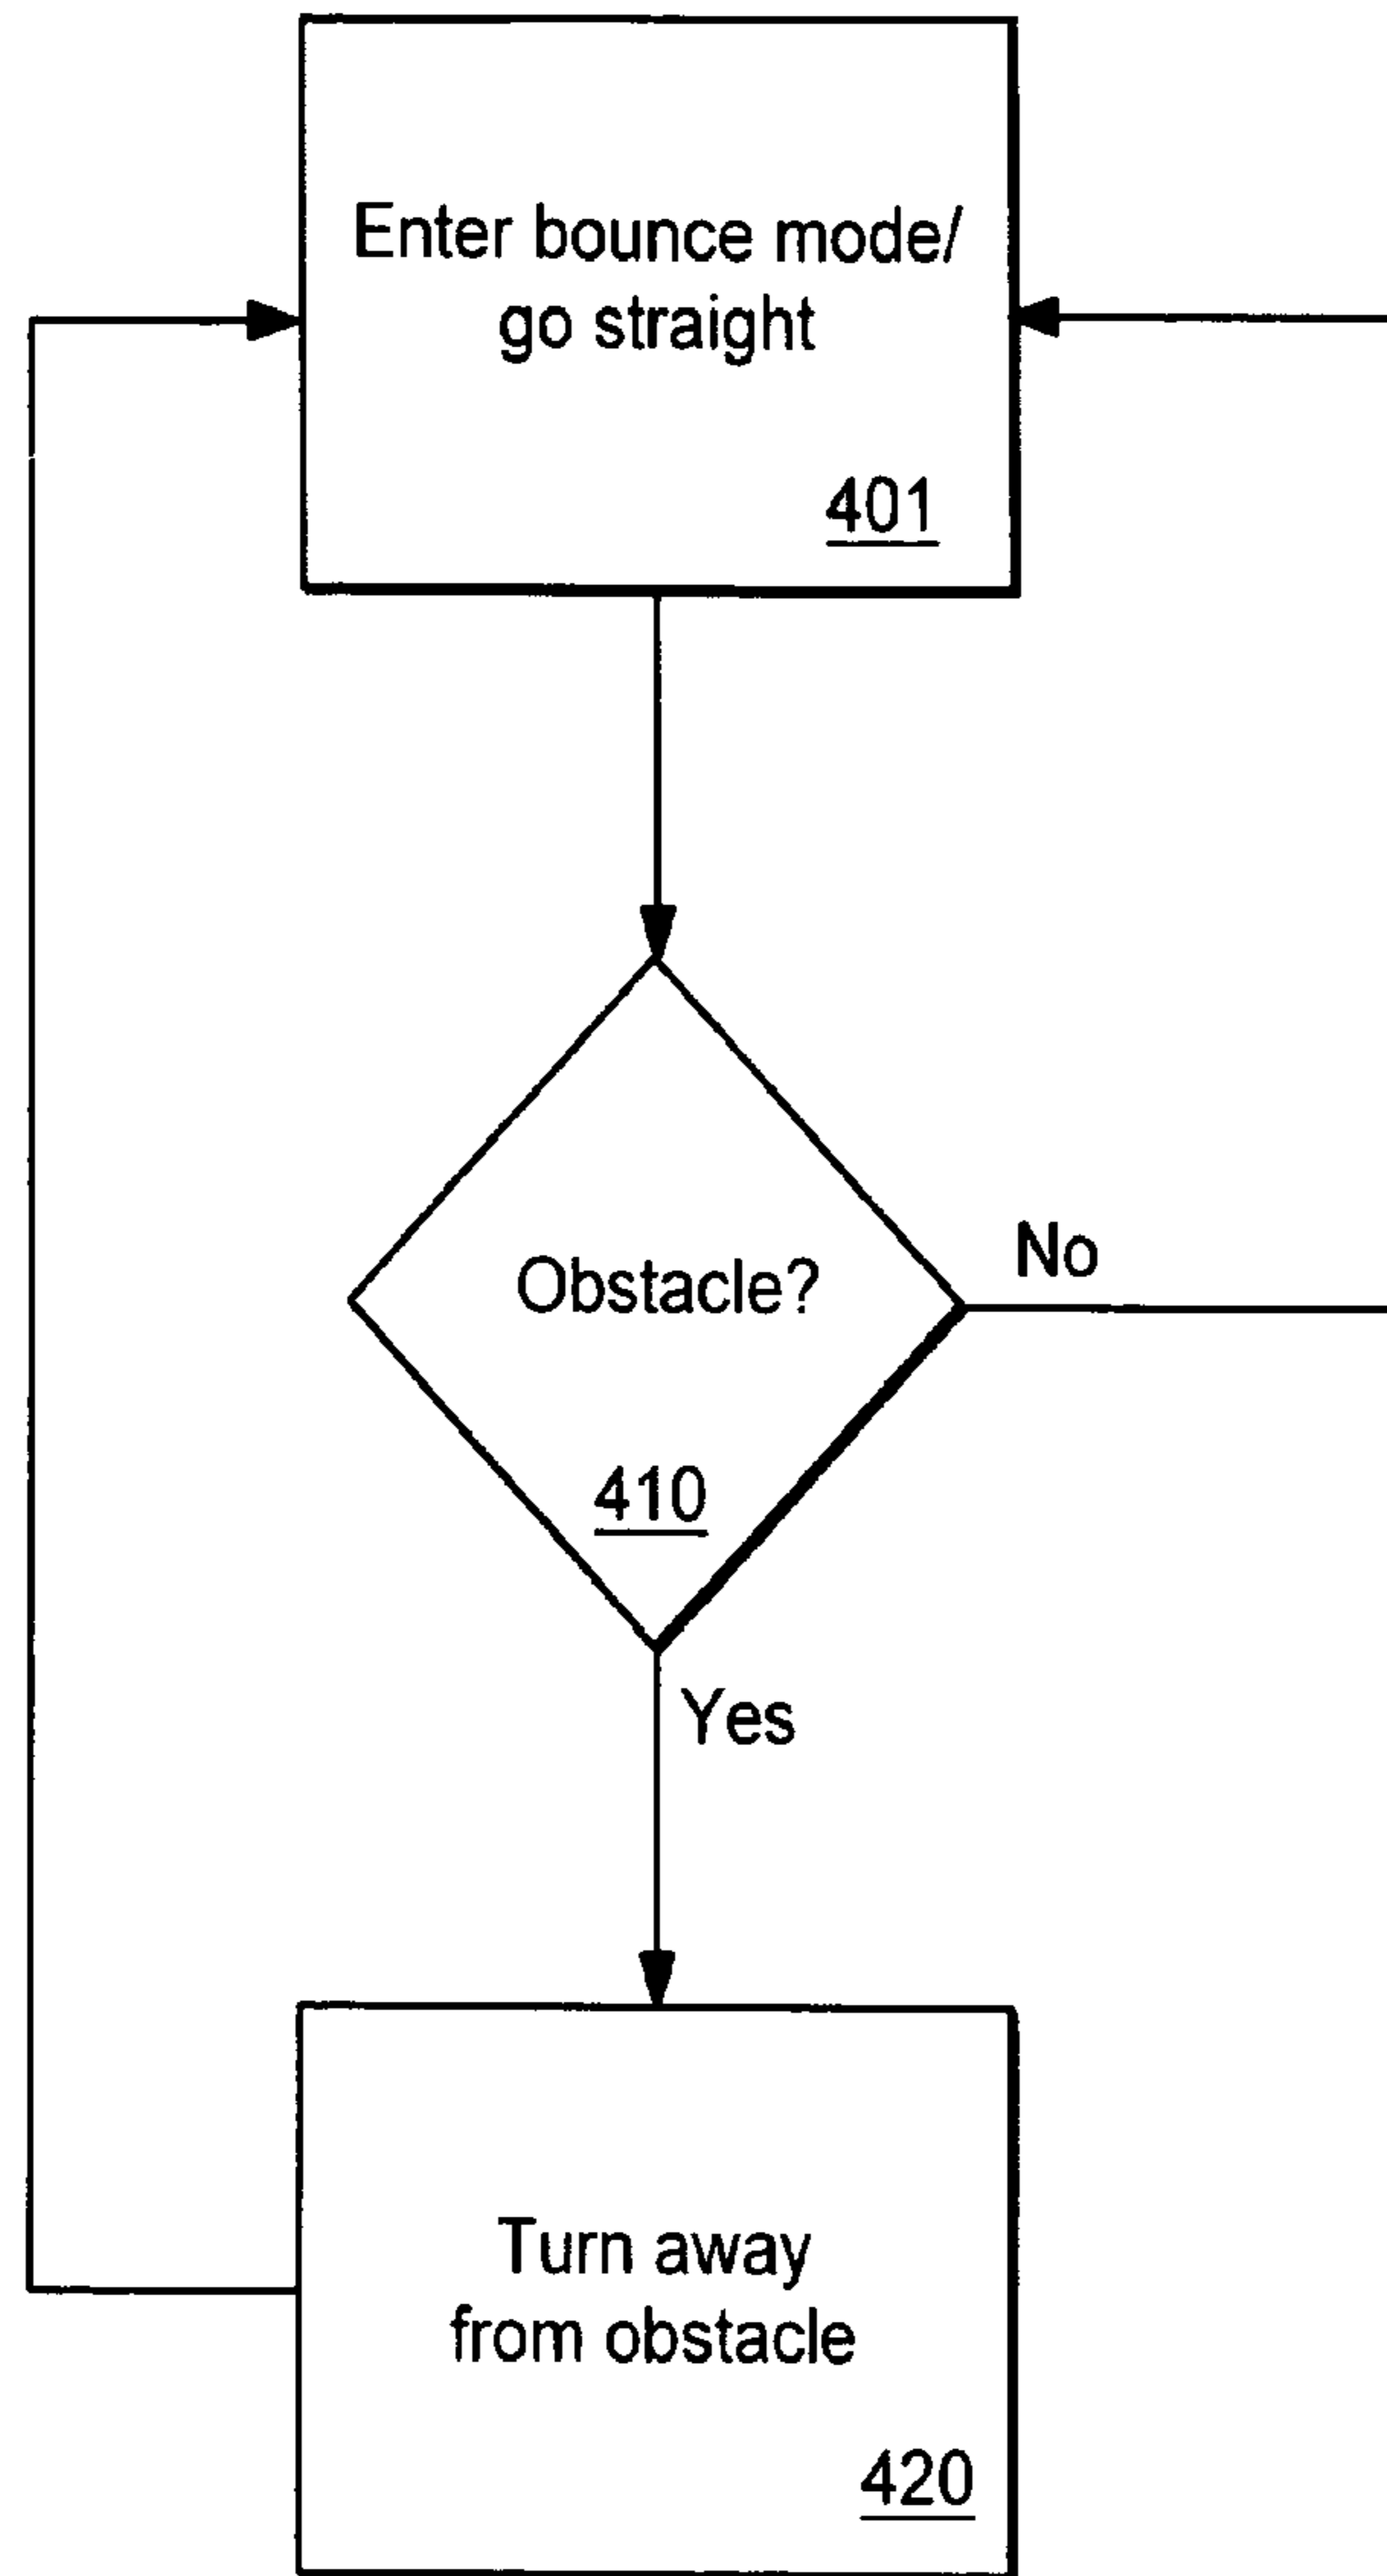 Enter bounce mode/
go straight
401
Obstacle?
No
410
Yes
Turn away
from obstacle
420